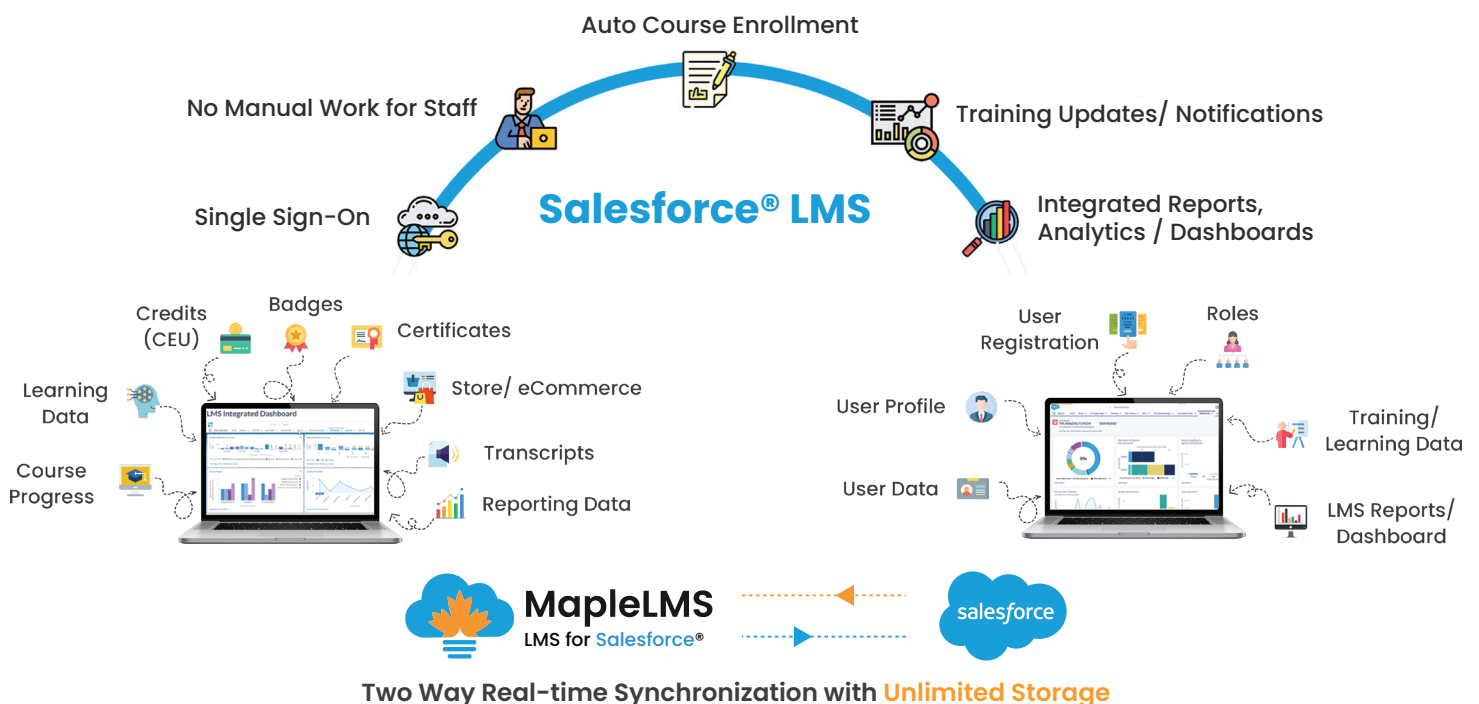 Auto Course Enrollment
No Manual Work for Staff
Training Updates/ Notifications
Single Sign-On
Salesforce® LMS
Integrated Reports,
Analytics / Dashboards
Credits
(CEU)
Badges
Certificates
Learning
Data
Store/ eCommerce
Course
Progress
Transcripts
Reporting Data
LMS Integrated Dashboard
User
Registration
Roles
User Profile
Training/
Learning Data
User Data
LMS Reports/
Dashboard
DASHBOARD
MapleLMS
LMS for Salesforce®
salesforce
Two Way Real-time Synchronization with Unlimited Storage